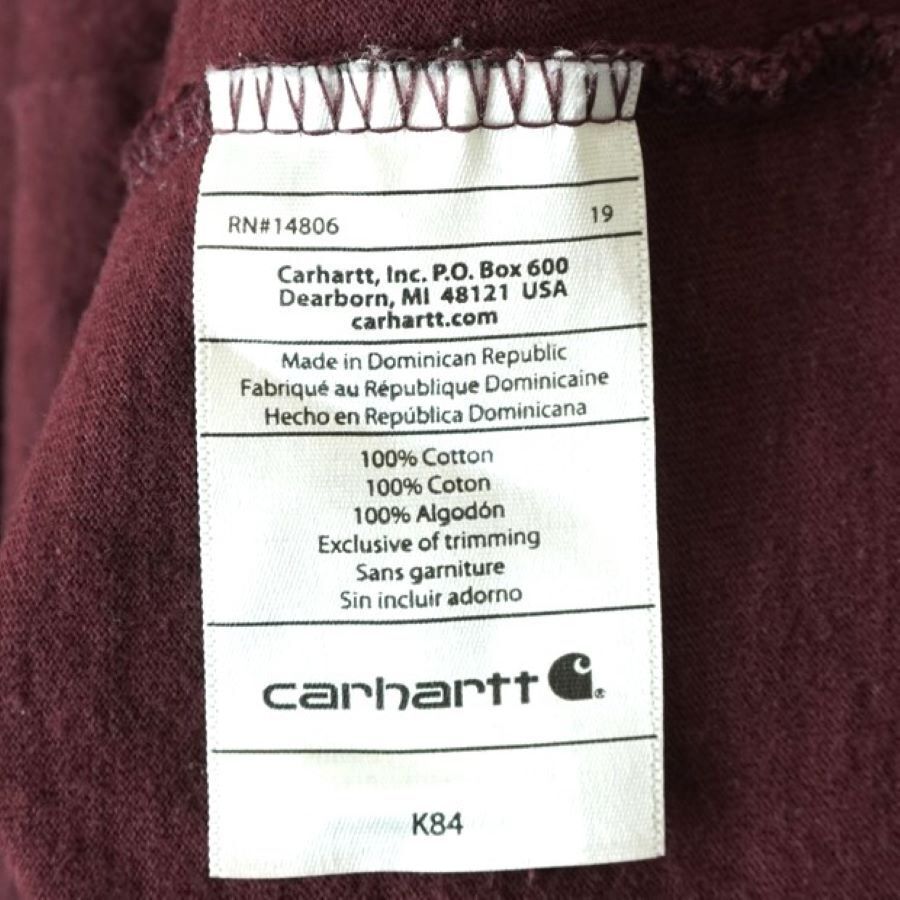 RN#14806 19
Carhartt, Inc. P.O. Box 600
Dearborn, MI 48121 USA
carhartt.com
Made in Dominican Republic
Fabriqué au République Dominicaine
Hecho en República Dominicana
100% Cotton
100% Coton
100% Algodón
Exclusive of trimming
Sans garniture
Sin incluir adorno
carhartt®
K84